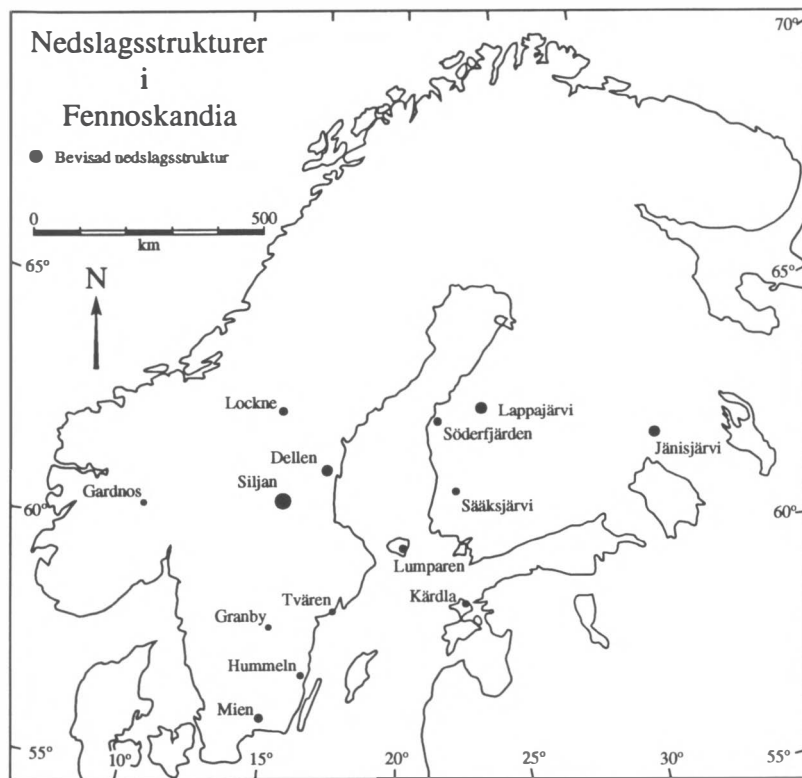 70°
Nedslagsstrukturer
i
Fennoskandia
Bevisad nedslagsstruktur
0 500
km
65° 65°
N
Lockne
Lappajärvi
Söderfjärden
Jänisjärvi
Dellen
Siljan
Gardnos
Sääksjärvi
60° 60°
Lumparen
Tvären
Kärdla
Granby
Hummeln
Mien
55° 55°
10° 15° 20° 25° 30°